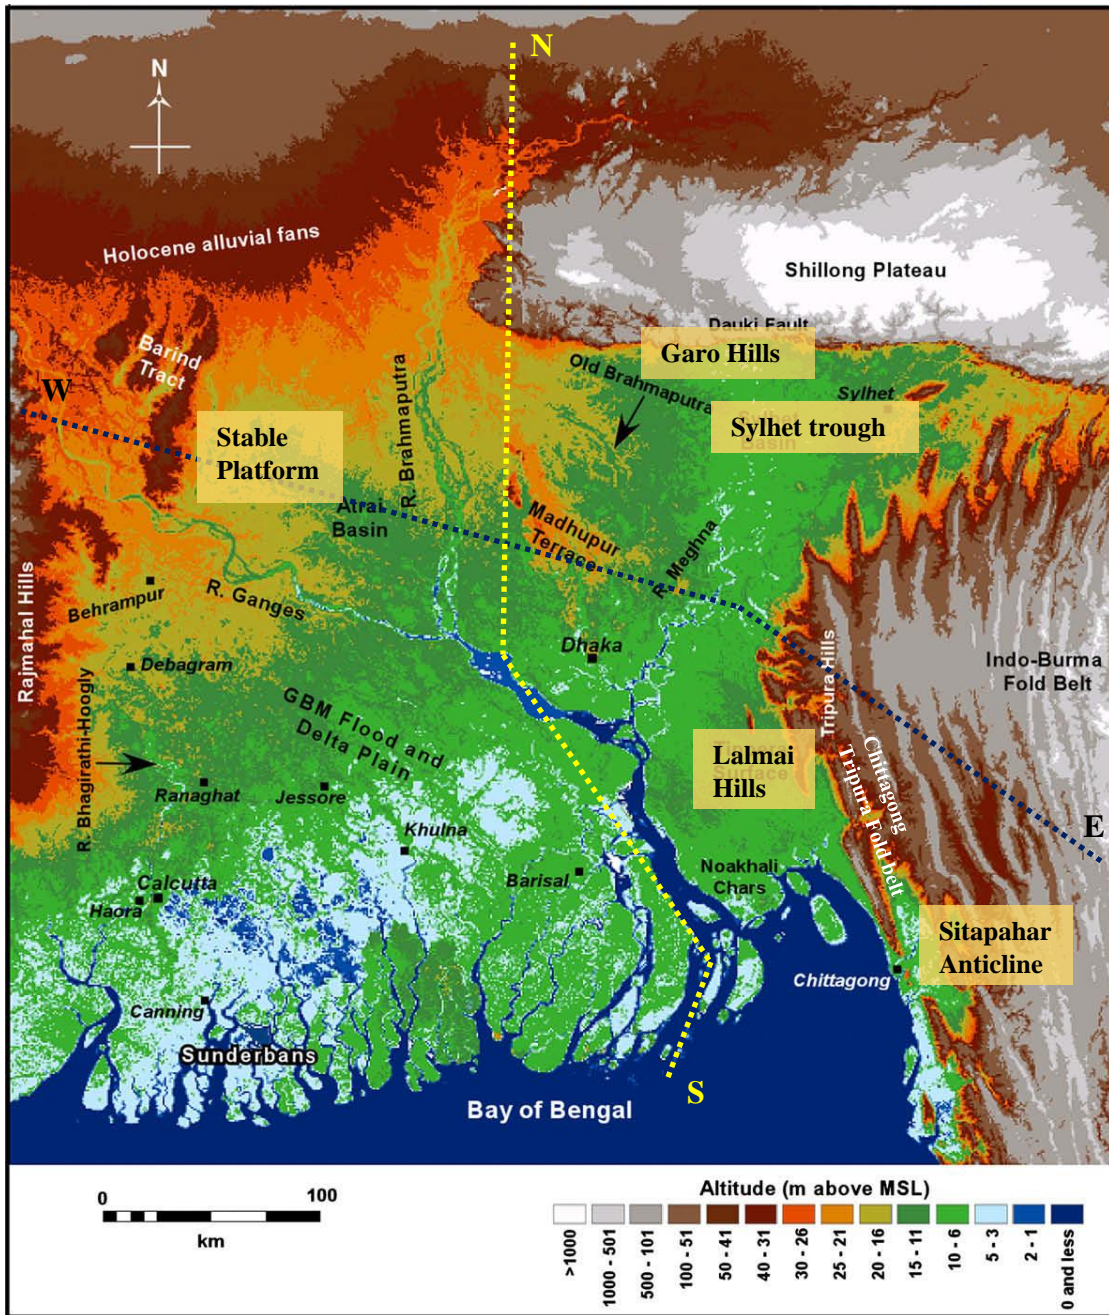 N
N
Holocene alluvial fans
Shillong Plateau
Dauki Fault
Garo Hills
Barind
Tract
Old Brahmaputra
Sylhet
W
R. Brahmaputra
Sylhet trough
Stable
Platform
Atrai
Basin
Madhupur
Terrace
R. Meghna
Behrampur
R. Ganges
Rajmahal Hills
Debagram
Dhaka
Tripura Hills
Indo-Burma
Fold Belt
GBM Flood and
Delta Plain
R. Bhagirathi-Hoogly
Ranaghat
Jessore
Lalmai
Hills
Chittagong
Tripura Fold belt
E
Khulna
Barisal
Noakhali
Chars
Calcutta
Haora
Sitapahar
Anticline
Chittagong
Canning
Sunderbans
S
Bay of Bengal
0 100
km
Altitude (m above MSL)
>1000
1000 - 501
500 - 101
100 - 51
50 - 41
40 - 31
30 - 26
25 - 21
20 - 16
15 - 11
10 - 6
5 - 3
2 - 1
0 and less